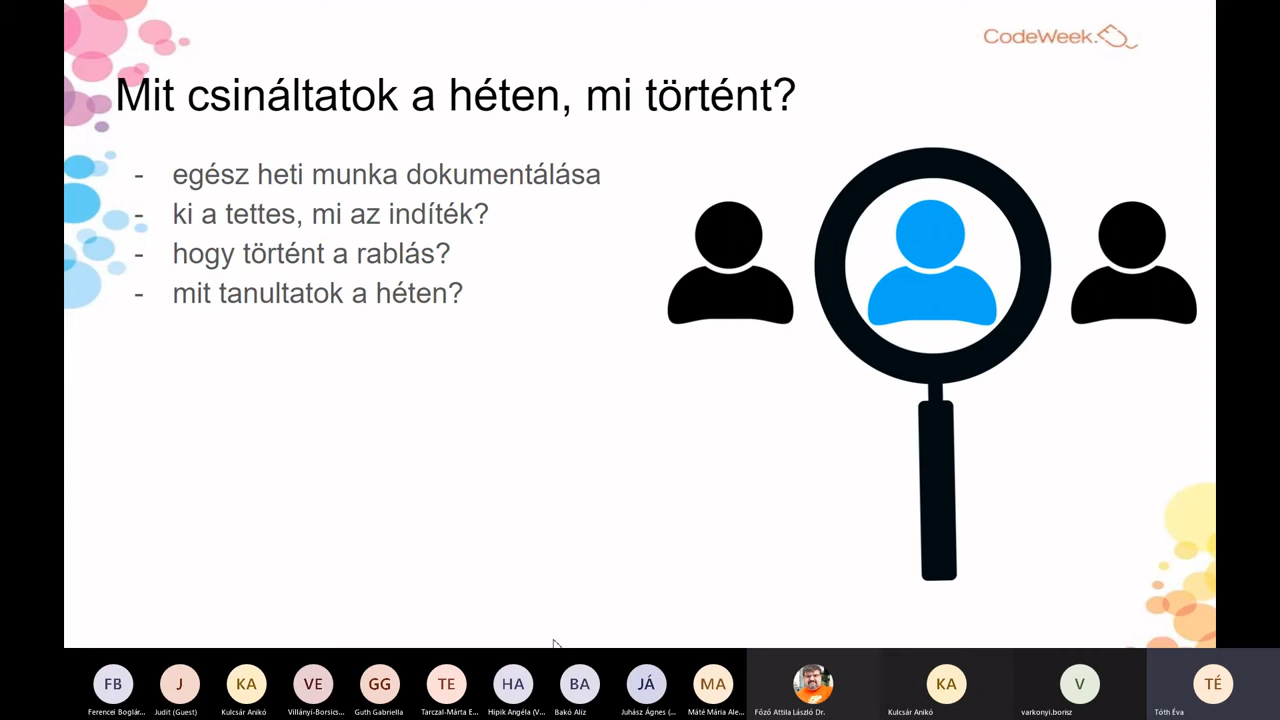 CodeWeek.
Mit csináltatok a héten, mi történt?
- egész heti munka dokumentálása
- ki a tettes, mi az indíték?
- hogy történt a rablás?
- mit tanultatok a héten?
FB
J
KA
VE
GG
TE
HA
BA
JÁ
MA
KA
V
TÉ
Ferencei Boglár...
Judit (Guest)
Kulcsár Anikó
Villányi-Borsics...
Guth Gabriella
Tarczal-Márta E...
Hipik Angéla (V...
Bakó Aliz
Juhász Ágnes (...
Máté Mária Ale...
Főző Attila László Dr.
Kulcsár Anikó
varkonyi.borisz
Tóth Éva